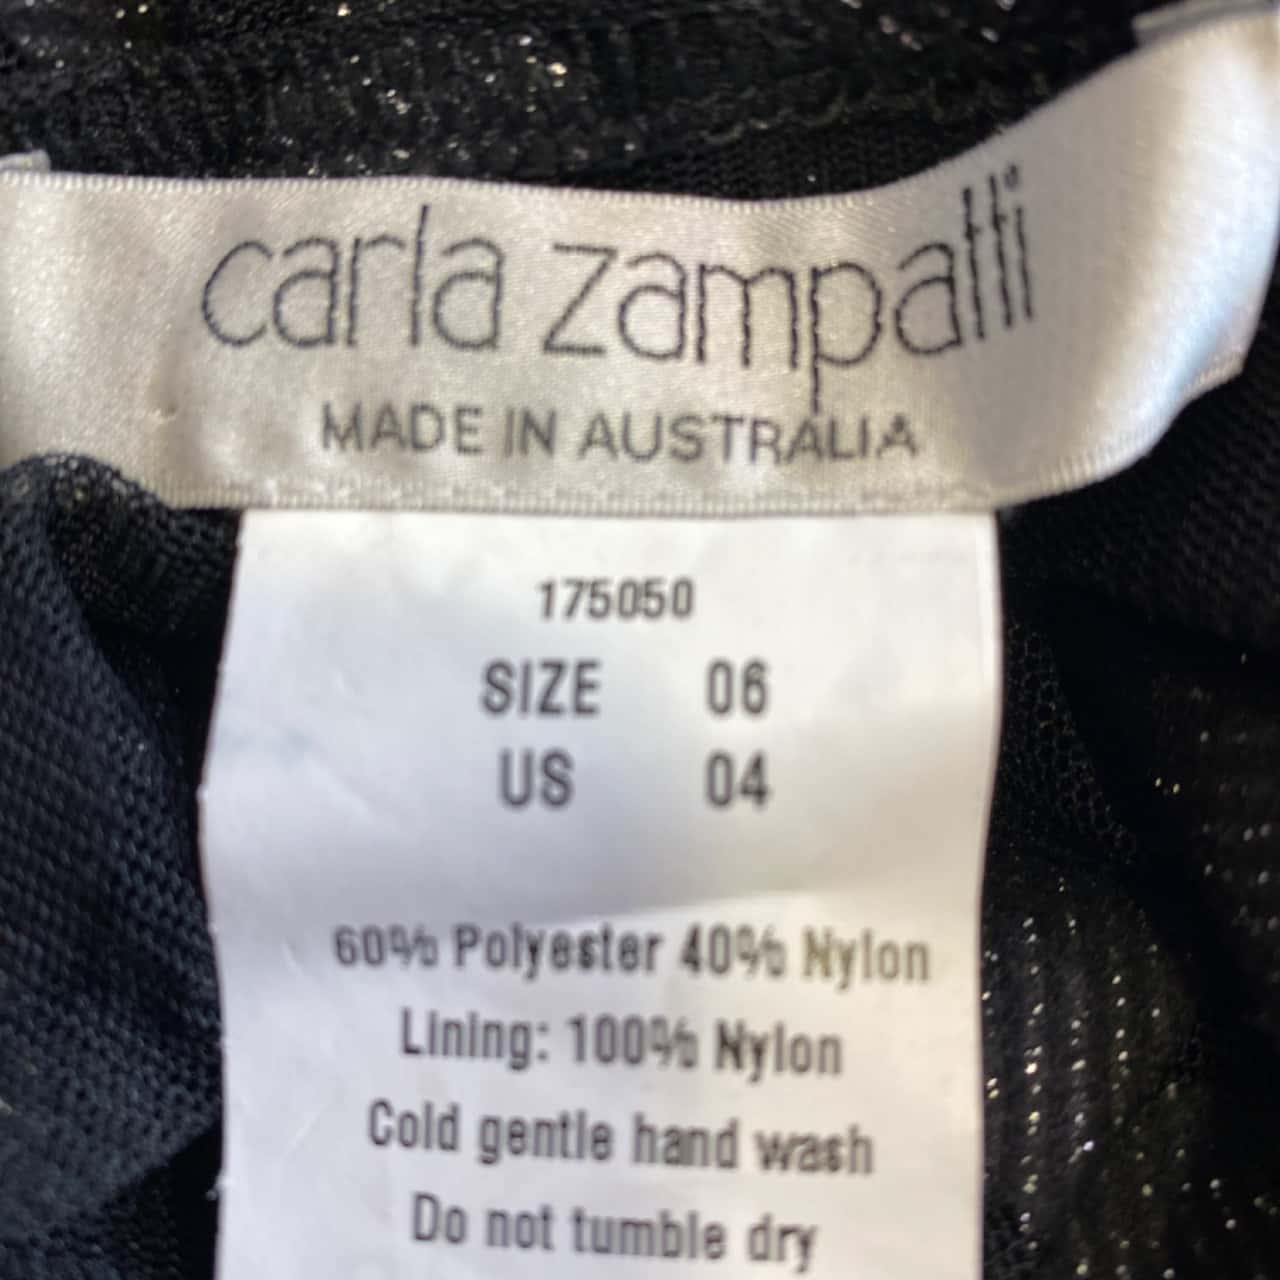 carla zampatti
MADE IN AUSTRALIA
175050
SIZE 06
US 04
60% Polyester 40% Nylon
Lining: 100% Nylon
Cold gentle hand wash
Do not tumble dry